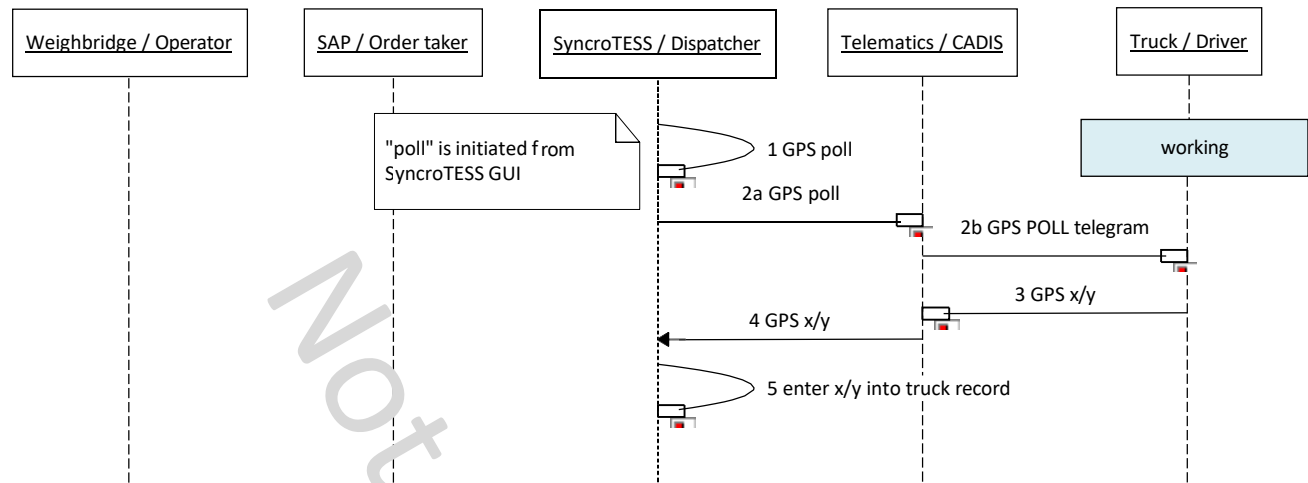 Weighbridge / Operator
SAP / Order taker
SyncroTESS / Dispatcher
Telematics / CADIS
Truck / Driver
"poll" is initiated from
SyncroTESS GUI
1 GPS poll
working
2a GPS poll
2b GPS POLL telegram
3 GPS x/y
4 GPS x/y
5 enter x/y into truck record
Not